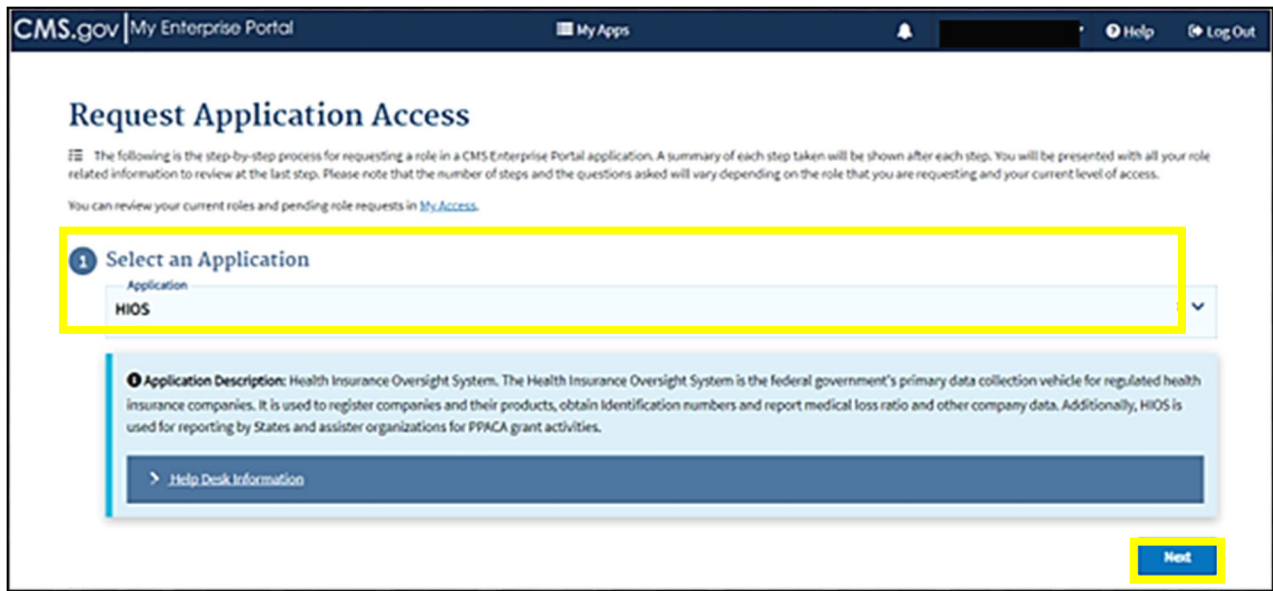 CMS.gov My Enterprise Portal My Apps Help Log Out
Request Application Access
The following is the step-by-step process for requesting a role in a CMS Enterprise Portal application. A summary of each step taken will be shown after each step. You will be presented with all your role
related information to review at the last step. Please note that the number of steps and the questions asked will vary depending on the role that you are requesting and your current level of access.
You can review your current roles and pending role requests in My Access.
1 Select an Application
Application
HIOS
Application Description: Health Insurance Oversight System. The Health Insurance Oversight System is the federal government's primary data collection vehicle for regulated health
insurance companies. It is used to register companies and their products, obtain Identification numbers and report medical loss ratio and other company data. Additionally, HIOS is
used for reporting by States and assister organizations for PPACA grant activities.
Help Desk Information
Next